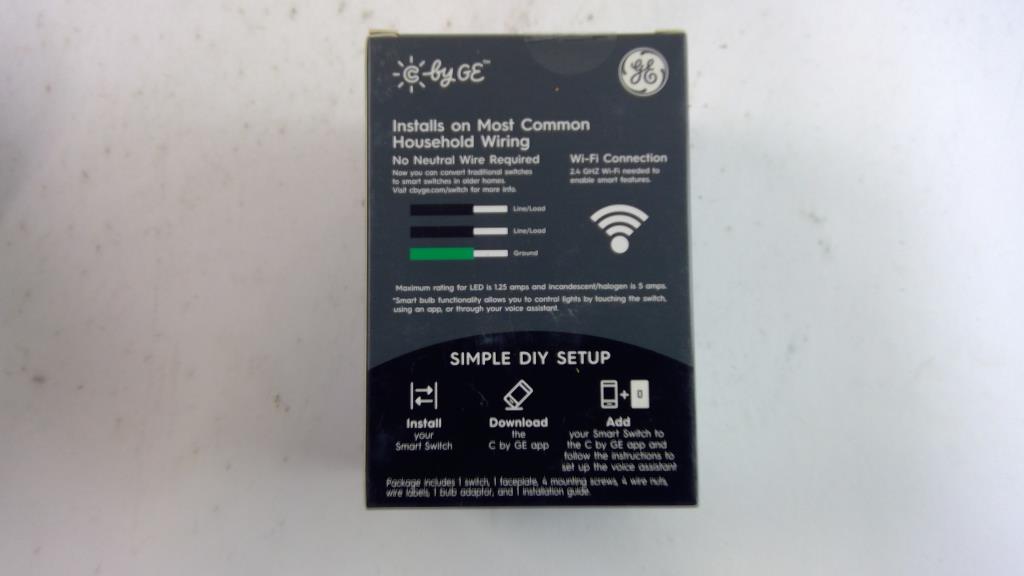 C by GE™
GE
Installs on Most Common
Household Wiring
No Neutral Wire Required
Now you can convert traditional switches
to smart switches in older homes.
Visit cbyge.com/switch for more info.
Wi-Fi Connection
2.4 GHZ Wi-Fi needed to
enable smart features.
Line/Load
Line/Load
Ground
Maximum rating for LED is 1.25 amps and incandescent/halogen is 5 amps.
*Smart bulb functionality allows you to control lights by touching the switch,
using an app, or through your voice assistant.
SIMPLE DIY SETUP
Install
your
Smart Switch
Download
the
C by GE app
Add
your Smart Switch to
the C by GE app and
follow the instructions to
set up the voice assistant
Package includes 1 switch, 1 faceplate, 4 mounting screws, 4 wire nuts,
wire labels, 1 bulb adaptor, and 1 installation guide.